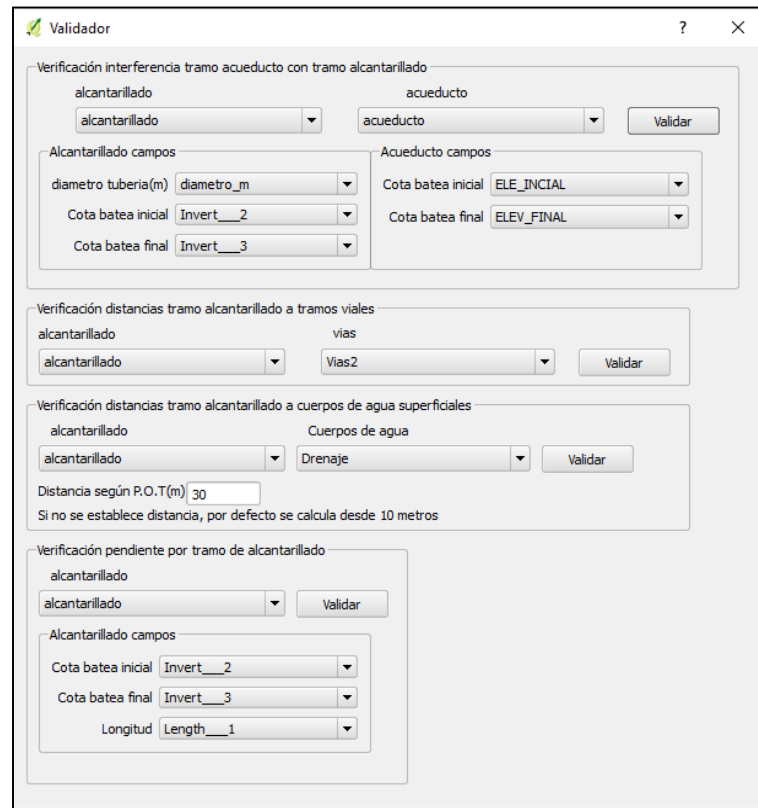 Validador
?
Verificación interferencia tramo acueducto con tramo alcantarillado
alcantarillado acueducto
alcantarillado acueducto Validar
Alcantarillado campos
diametro tuberia(m) diametro_m
Cota batea inicial Invert___2
Cota batea final Invert___3
Acueducto campos
Cota batea inicial ELE_INCIAL
Cota batea final ELEV_FINAL
Verificación distancias tramo alcantarillado a tramos viales
alcantarillado vias
alcantarillado Vias2 Validar
Verificación distancias tramo alcantarillado a cuerpos de agua superficiales
alcantarillado Cuerpos de agua
alcantarillado Drenaje Validar
Distancia según P.O.T(m) 30
Si no se establece distancia, por defecto se calcula desde 10 metros
Verificación pendiente por tramo de alcantarillado
alcantarillado
alcantarillado Validar
Alcantarillado campos
Cota batea inicial Invert___2
Cota batea final Invert___3
Longitud Length___1